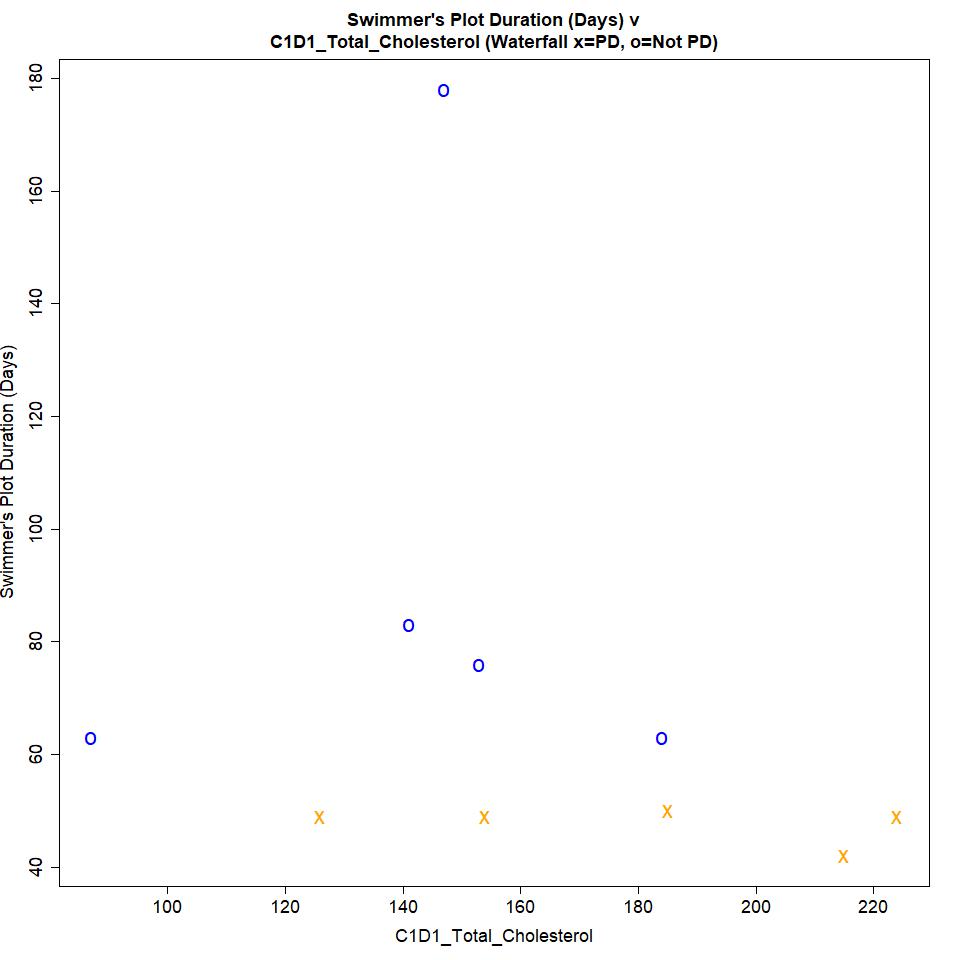 Swimmer's Plot Duration (Days) v
C1D1_Total_Cholesterol (Waterfall x=PD, o=Not PD)
Swimmer's Plot Duration (Days)
180
160
140
120
100
80
60
40
o
o
o
o
o
x
x
x
x
x
100 120 140 160 180 200 220
C1D1_Total_Cholesterol